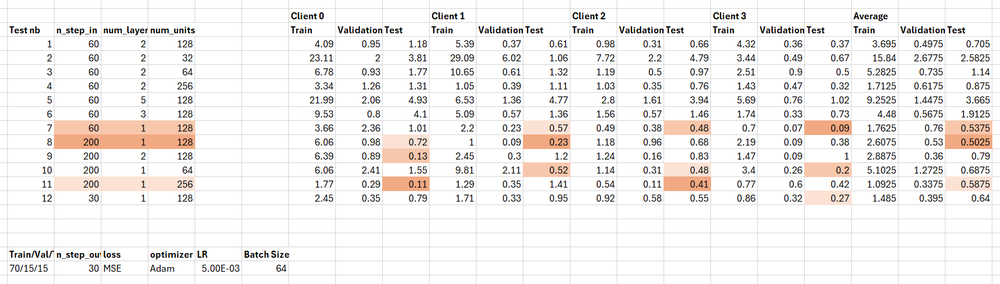 Client 0 Client 1 Client 2 Client 3 Average
Test nb n_step_in num_layer num_units Train Validation Test Train Validation Test Train Validation Test Train Validation Test Train Validation Test
1 60 2 128 4.09 0.95 1.18 5.39 0.37 0.61 0.98 0.31 0.66 4.32 0.36 0.37 3.695 0.4975 0.705
2 60 2 32 23.11 2 3.81 29.09 6.02 1.06 7.72 2.2 4.79 3.44 0.49 0.67 15.84 2.6775 2.5825
3 60 2 64 6.78 0.93 1.77 10.65 0.61 1.32 1.19 0.5 0.97 2.51 0.9 0.5 5.2825 0.735 1.14
4 60 2 256 3.34 1.26 1.31 1.05 0.39 1.11 1.03 0.35 0.76 1.43 0.47 0.32 1.7125 0.6175 0.875
5 60 5 128 21.99 2.06 4.93 6.53 1.36 4.77 2.8 1.61 3.94 5.69 0.76 1.02 9.2525 1.4475 3.665
6 60 3 128 9.53 0.8 4.1 5.09 0.57 1.36 1.56 0.57 1.46 1.74 0.33 0.73 4.48 0.5675 1.9125
7 60 1 128 3.66 2.36 1.01 2.2 0.23 0.57 0.49 0.38 0.48 0.7 0.07 0.09 1.7625 0.76 0.5375
8 200 1 128 6.06 0.98 0.72 1 0.09 0.23 1.18 0.96 0.68 2.19 0.09 0.38 2.6075 0.53 0.5025
9 200 2 128 6.39 0.89 0.13 2.45 0.3 1.2 1.24 0.16 0.83 1.47 0.09 1 2.8875 0.36 0.79
10 200 1 64 6.06 2.41 1.55 9.81 2.11 0.52 1.14 0.31 0.48 3.4 0.26 0.2 5.1025 1.2725 0.6875
11 200 1 256 1.77 0.29 0.11 1.29 0.35 1.41 0.54 0.11 0.41 0.77 0.6 0.42 1.0925 0.3375 0.5875
12 30 1 128 2.45 0.35 0.79 1.71 0.33 0.95 0.92 0.58 0.55 0.86 0.32 0.27 1.485 0.395 0.64
Train/Val/ n_step_ou loss optimizer LR Batch Size
70/15/15 30 MSE Adam 5.00E-03 64